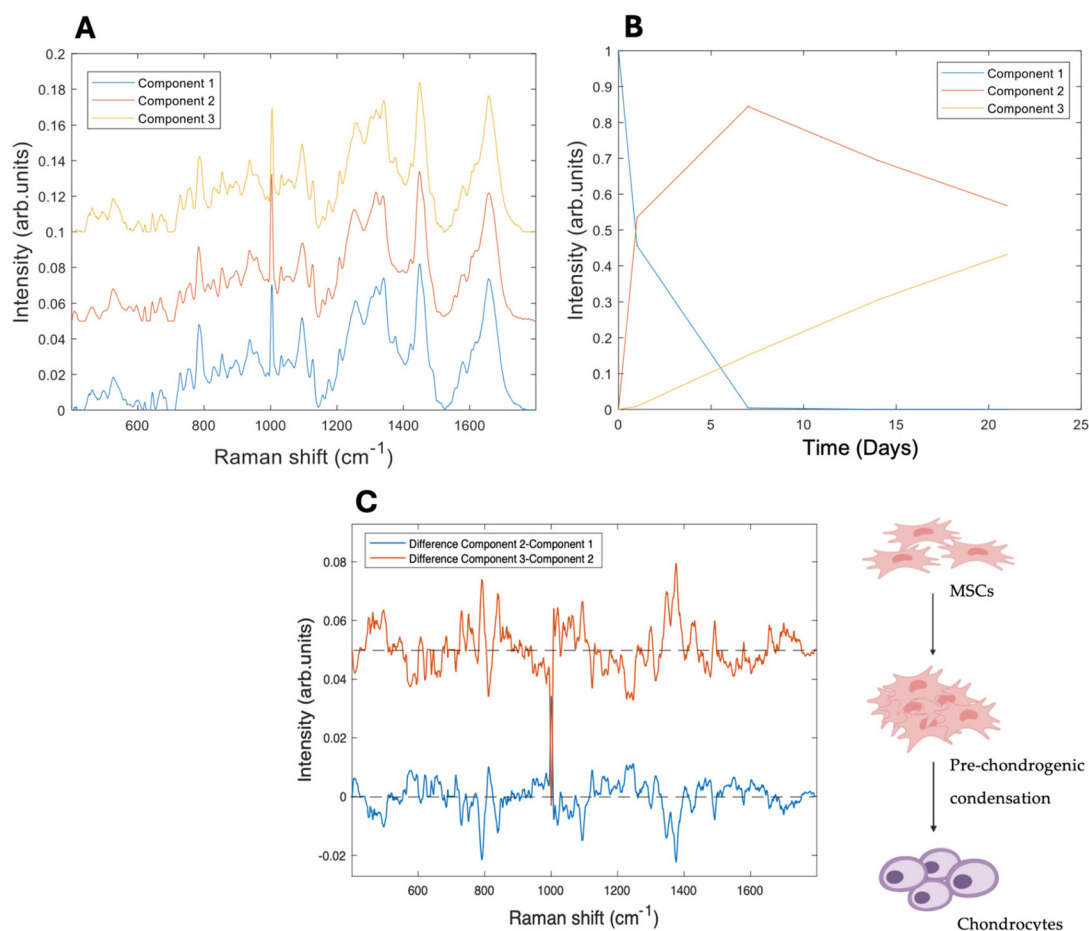 A
B
0.2
0.18
0.16
0.14
0.12
0.1
0.08
0.06
0.04
0.02
0
Component 1
Component 2
Component 3
600
800
1000
1200
1400
1600
Intensity (arb.units)
Raman shift (cm-1)
1
0.9
0.8
0.7
0.6
0.5
0.4
0.3
0.2
0.1
0
Component 1
Component 2
Component 3
0
5
10
15
20
25
Intensity (arb.units)
Time (Days)
C
Difference Component 2-Component 1
Difference Component 3-Component 2
0.08
0.06
0.04
0.02
0
-0.02
600
800
1000
1200
1400
1600
Intensity (arb.units)
Raman shift (cm-1)
MSCs
Pre-chondrogenic
condensation
Chondrocytes